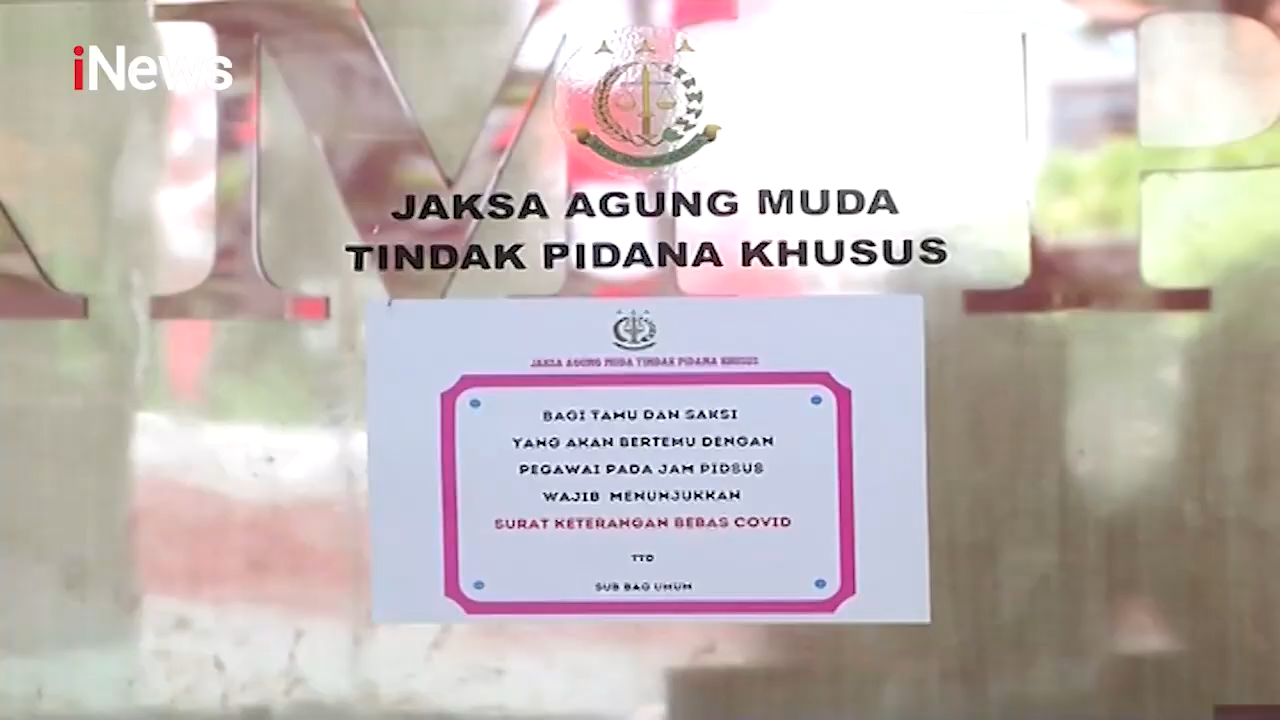 iNews
JAKSA AGUNG MUDA
TINDAK PIDANA KHUSUS
JAKSA AGUNG MUDA TINDAK PIDANA KHUSUS
BAGI TAMU DAN SAKSI
YANG AKAN BERTEMU DENGAN
PEGAWAI PADA JAM PIDSUS
WAJIB MENUNJUKKAN
SURAT KETERANGAN BEBAS COVID
TTD
SUB BAG UMUM